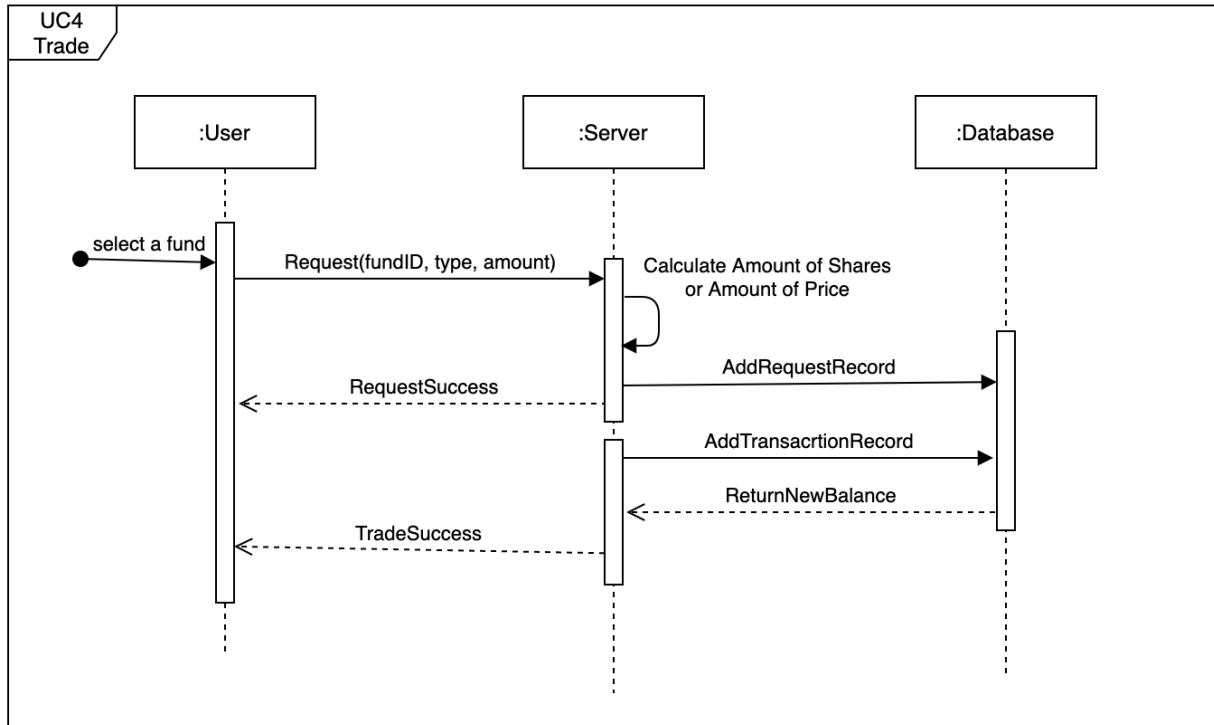 UC4
Trade
:User
:Server
:Database
select a fund
Request(fundID, type, amount)
Calculate Amount of Shares
or Amount of Price
AddRequestRecord
RequestSuccess
AddTransacrtionRecord
ReturnNewBalance
TradeSuccess